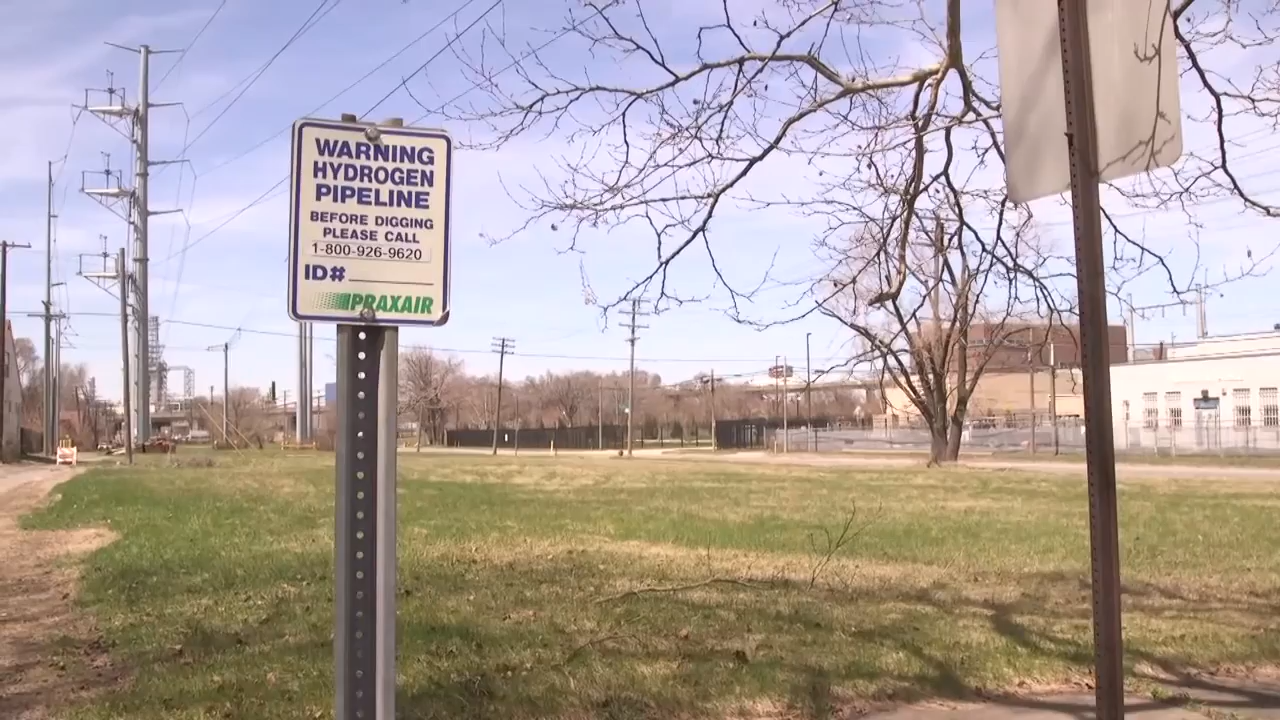 WARNING
HYDROGEN
PIPELINE
BEFORE DIGGING
PLEASE CALL
1-800-926-9620
ID#
PRAXAIR